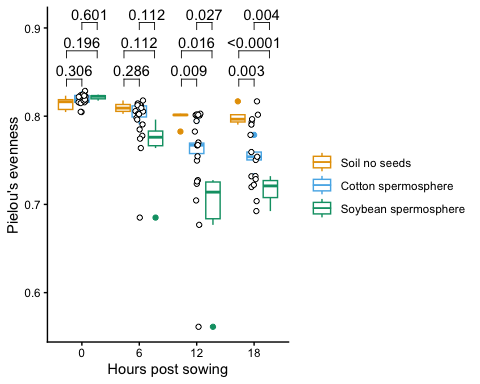 0.601 0.112 0.027 0.004
0.196 0.112 0.016 <0.0001
0.306 0.286 0.009 0.003
0.9
0.8
0.7
0.6
Pielou's evenness
0 6 12 18
Hours post sowing
Soil no seeds
Cotton spermosphere
Soybean spermosphere